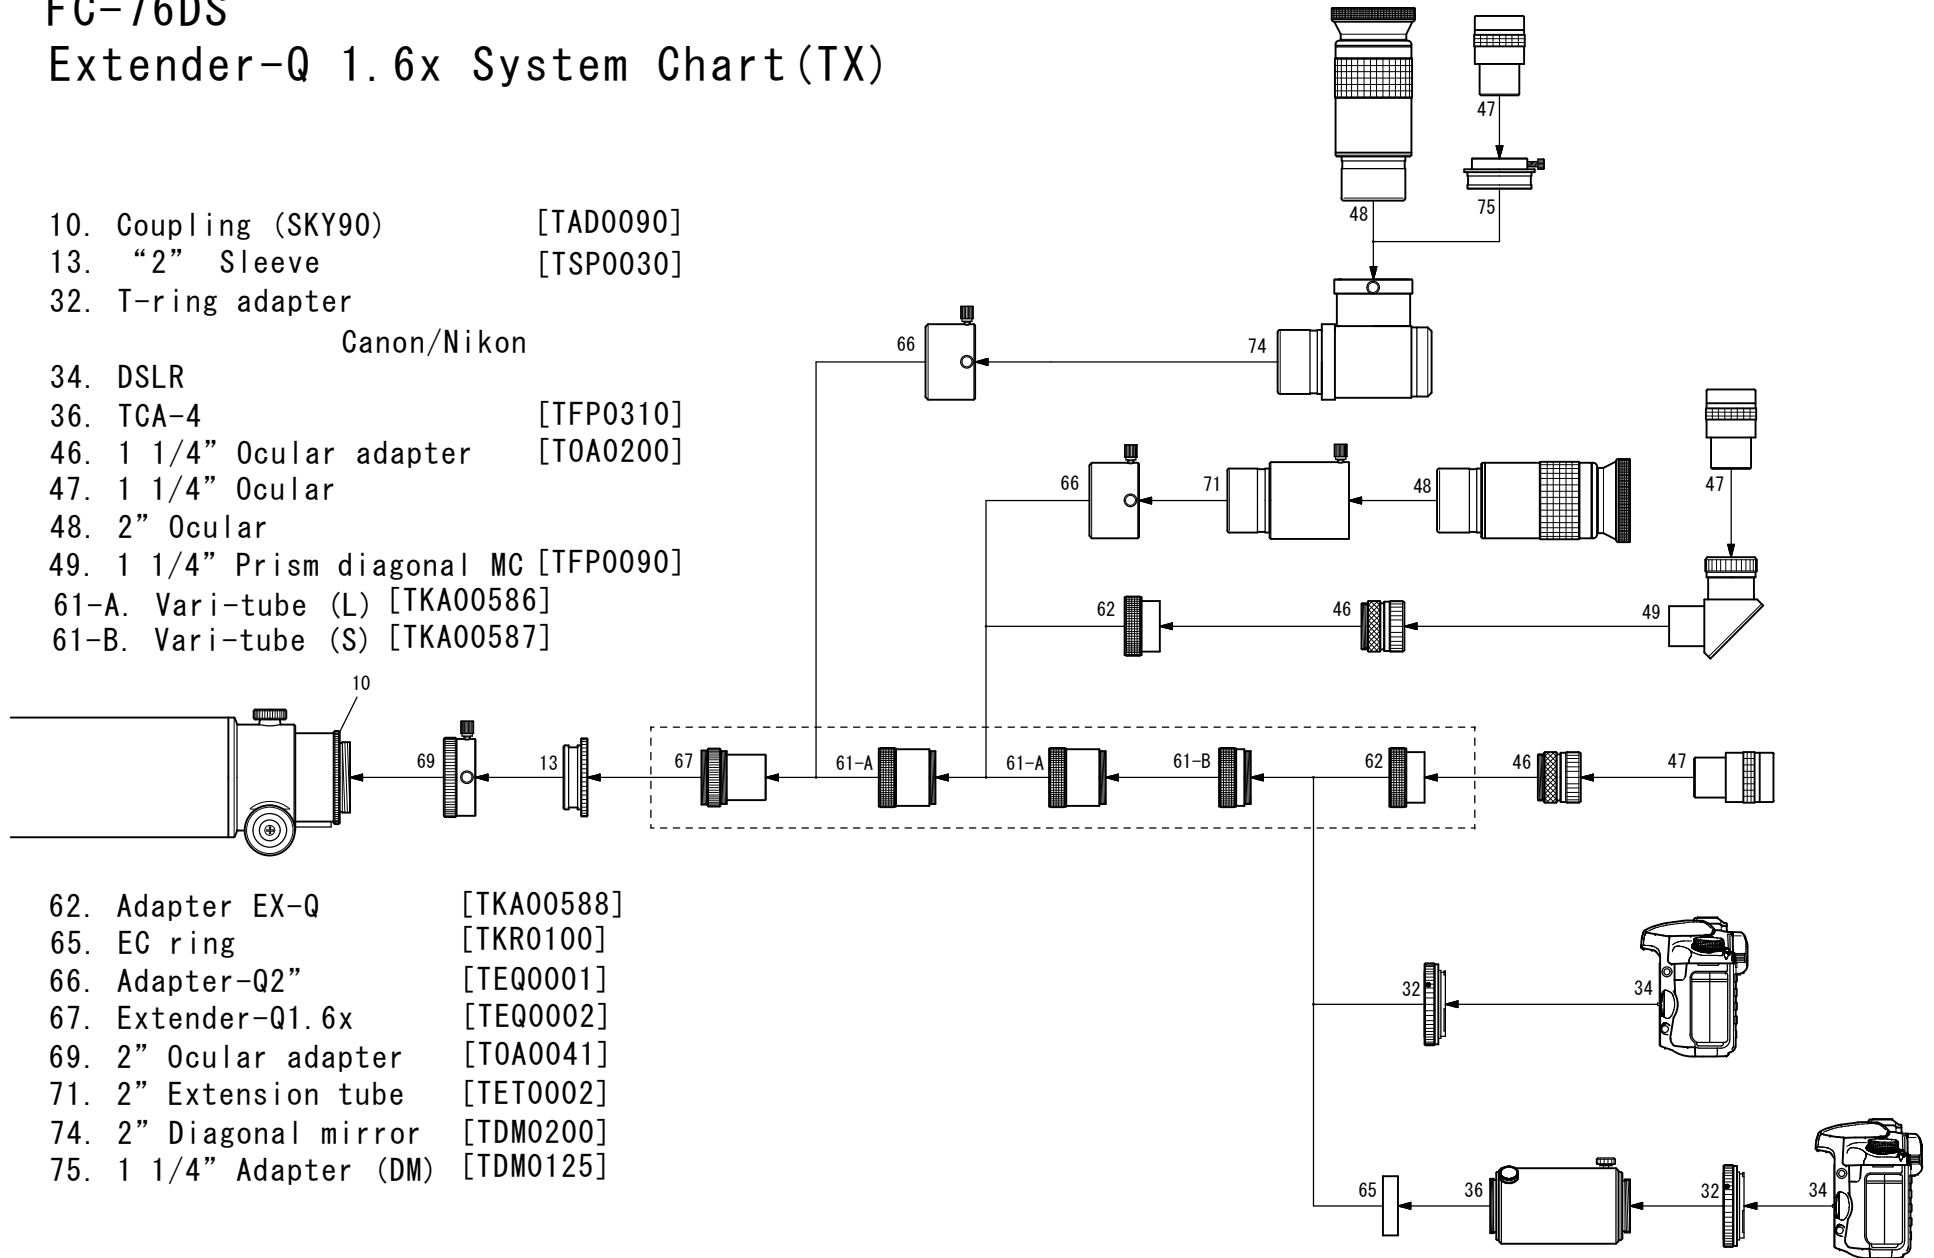 FC-76DS
Extender-Q 1.6x System Chart(TX)
10. Coupling (SKY90) [TAD0090]
13. “2” Sleeve [TSP0030]
32. T-ring adapter
Canon/Nikon
34. DSLR
36. TCA-4 [TFP0310]
46. 1 1/4” Ocular adapter [TOA0200]
47. 1 1/4” Ocular
48. 2” Ocular
49. 1 1/4” Prism diagonal MC [TFP0090]
61-A. Vari-tube (L) [TKA00586]
61-B. Vari-tube (S) [TKA00587]
47
48
75
66
74
66
71
48
47
62
46
49
10
69
13
67
61-A
61-A
61-B
62
46
47
62. Adapter EX-Q [TKA00588]
65. EC ring [TKR0100]
66. Adapter-Q2” [TEQ0001]
67. Extender-Q1.6x [TEQ0002]
69. 2” Ocular adapter [TOA0041]
71. 2” Extension tube [TET0002]
74. 2” Diagonal mirror [TDM0200]
75. 1 1/4” Adapter (DM) [TDM0125]
32
34
65
36
32
34